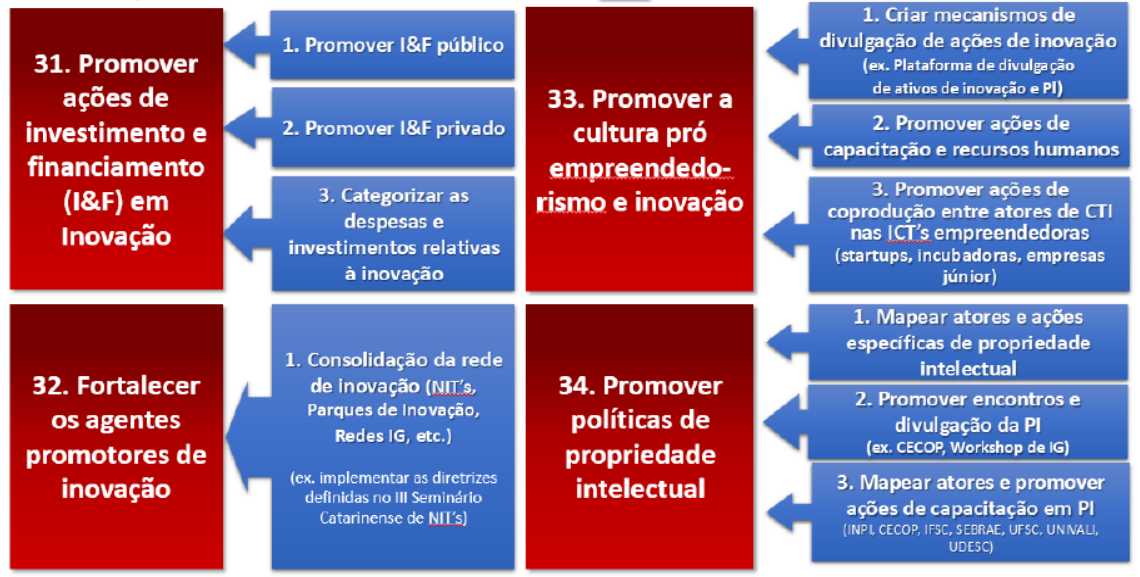 31. Promover
ações de
investimento e
financiamento
(I&F) em
Inovação
1. Promover I&F público
2. Promover I&F privado
3. Categorizar as
despesas e
investimentos relativas
à inovação
33. Promover a
cultura pró
empreendedo-
rismo e inovação
1. Criar mecanismos de
divulgação de ações de inovação
(ex. Plataforma de divulgação
de ativos de inovação e PI)
2. Promover ações de
capacitação e recursos humanos
3. Promover ações de
coprodução entre atores de CTI
nas ICT´s empreendedoras
(startups, incubadoras, empresas
júnior)
32. Fortalecer
os agentes
promotores de
inovação
1. Consolidação da rede
de inovação (NIT´s,
Parques de Inovação,
Redes IG, etc.)
(ex. implementar as diretrizes
definidas no III Seminário
Catarinense de NIT´s)
34. Promover
políticas de
propriedade
intelectual
1. Mapear atores e ações
específicas de propriedade
intelectual
2. Promover encontros e
divulgação da PI
(ex. CECOP, Workshop de IG)
3. Mapear atores e promover
ações de capacitação em PI
(INPI, CECOP, IFSC, SEBRAE, UFSC, UNIVALI,
UDESC)